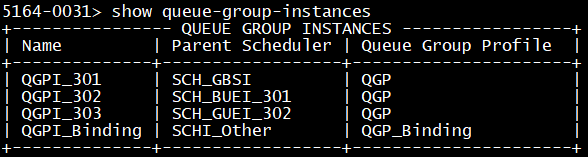 5164-0031> show queue-group-instances
+---------------- QUEUE GROUP INSTANCES -----------------+
| Name | Parent Scheduler | Queue Group Profile |
+--------------+------------------+----------------------+
| QGPI_301 | SCH_GBSI | QGP |
| QGPI_302 | SCH_BUEI_301 | QGP |
| QGPI_303 | SCH_GUEI_302 | QGP |
| QGPI_Binding | SCHI_Other | QGP_Binding |
+--------------+------------------+----------------------+